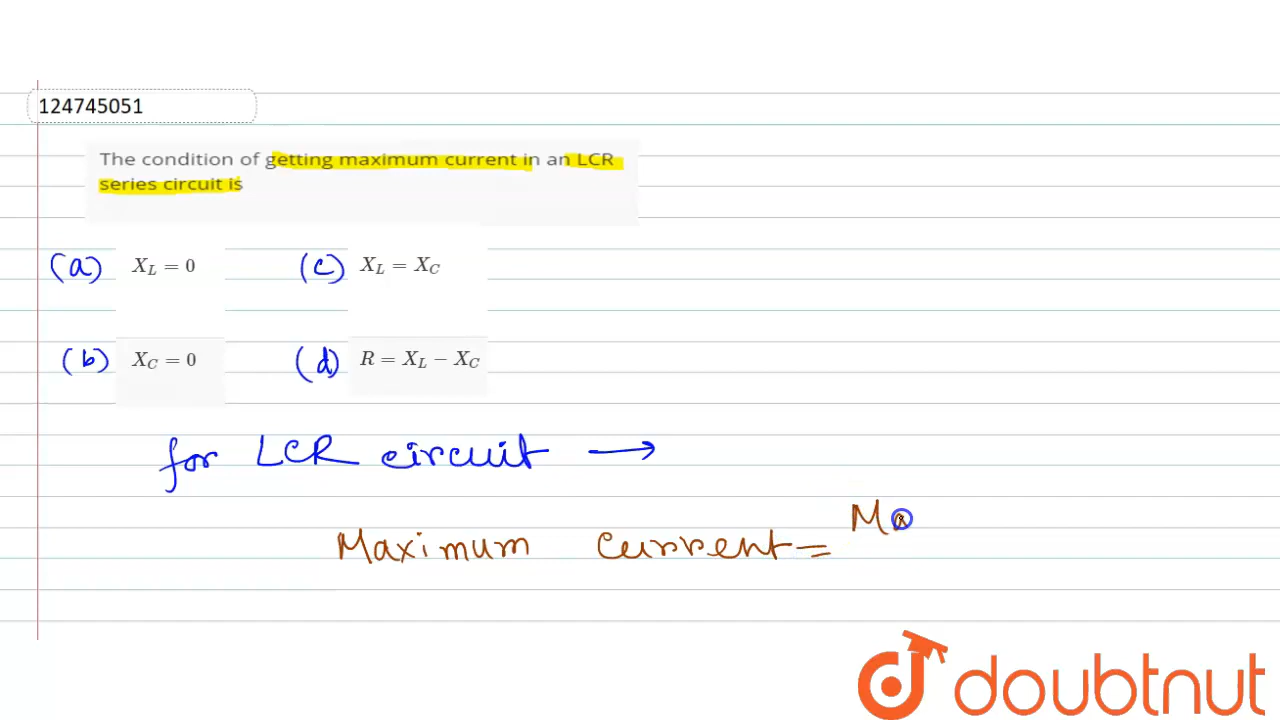 124745051
The condition of getting maximum current in an LCR
series circuit is
(a) X_L = 0
(c) X_L = X_C
(b) X_C = 0
(d) R = X_L − X_C
for LCR circuit →
Ma
Maximum current =
doubtnut